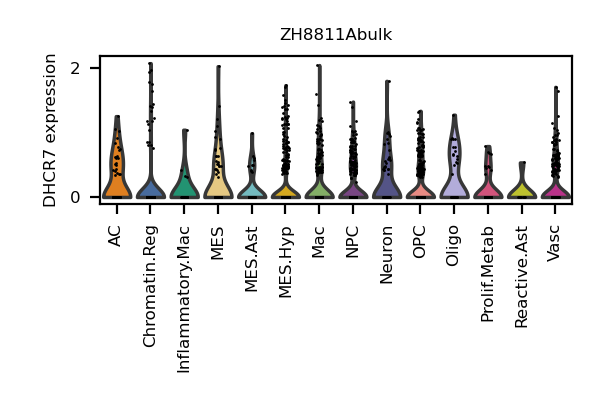 ZH8811Abulk
DHCR7 expression
2
0
AC
Chromatin.Reg
Inflammatory.Mac
MES
MES.Ast
MES.Hyp
Mac
NPC
Neuron
OPC
Oligo
Prolif.Metab
Reactive.Ast
Vasc